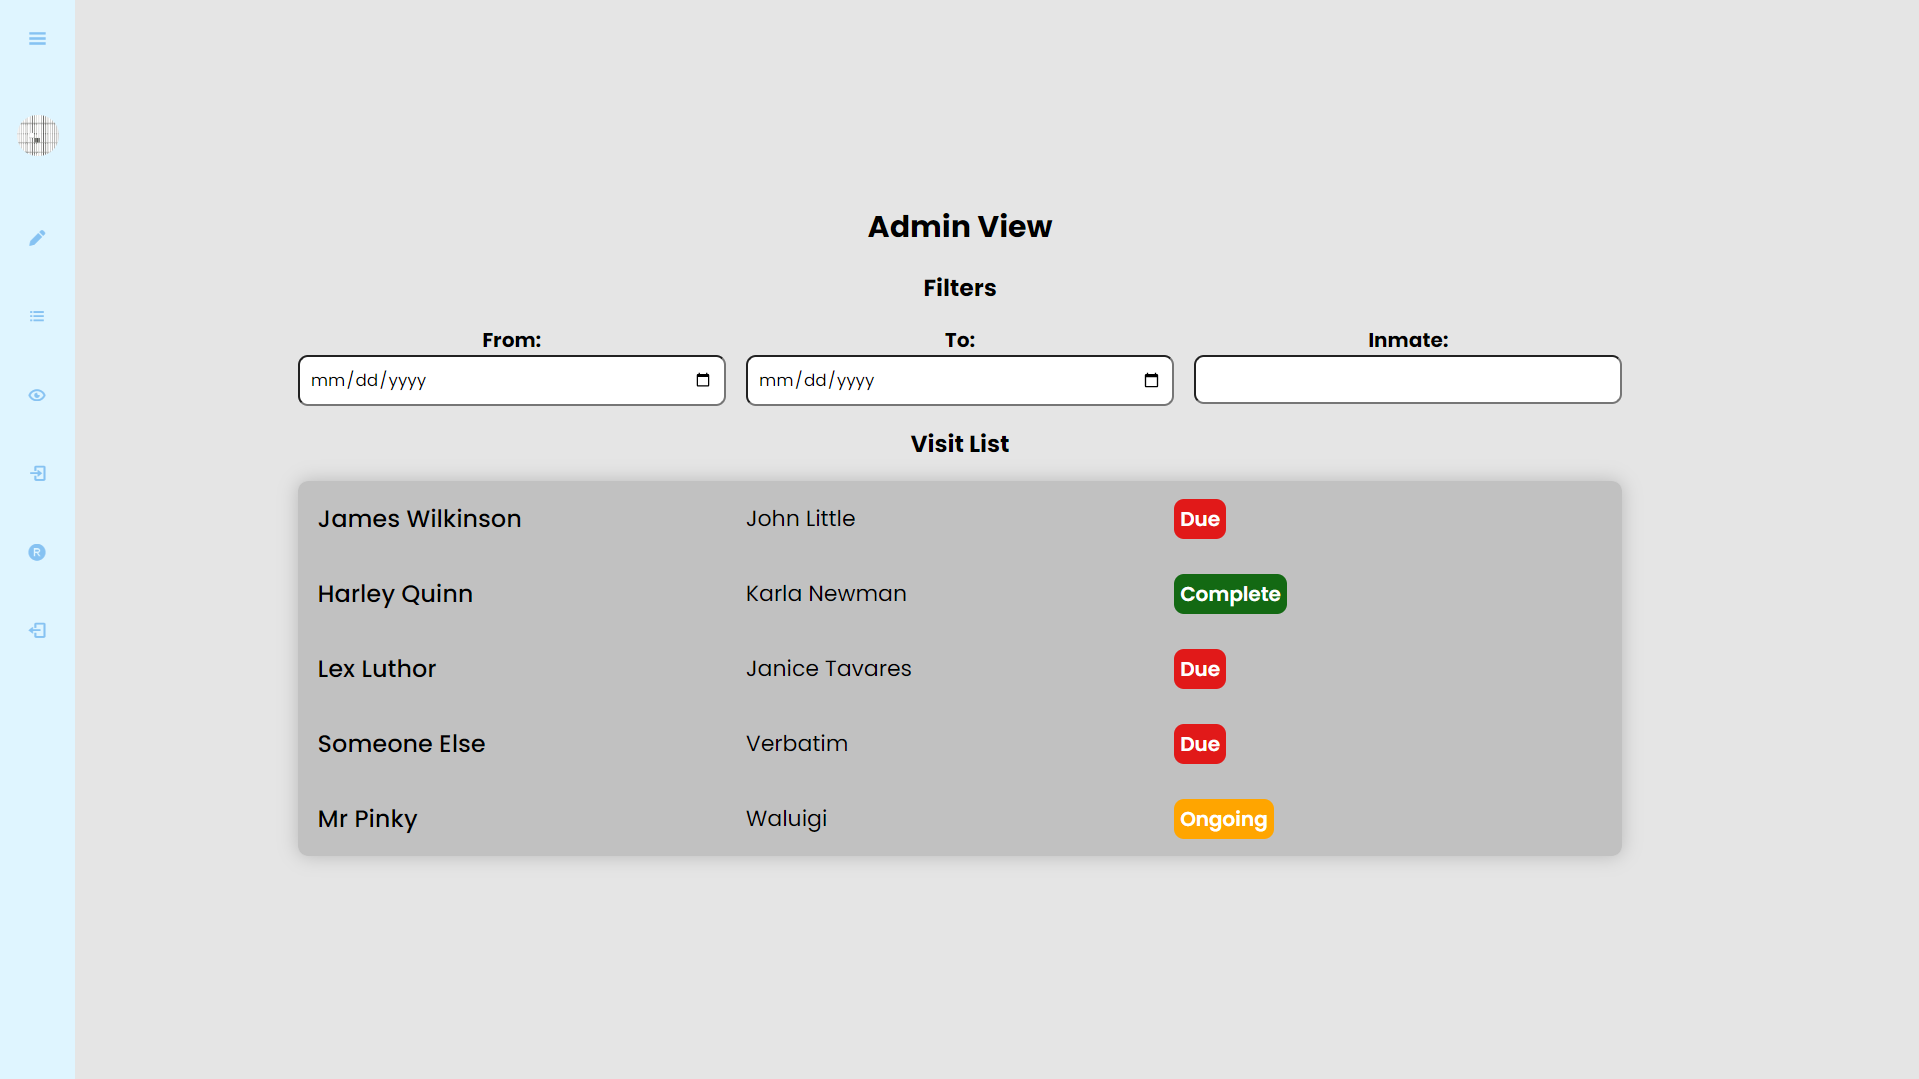 Admin View
Filters
From: To: Inmate:
mm/dd/yyyy mm/dd/yyyy
Visit List
James Wilkinson John Little Due
Harley Quinn Karla Newman Complete
Lex Luthor Janice Tavares Due
Someone Else Verbatim Due
R
Mr Pinky Waluigi Ongoing